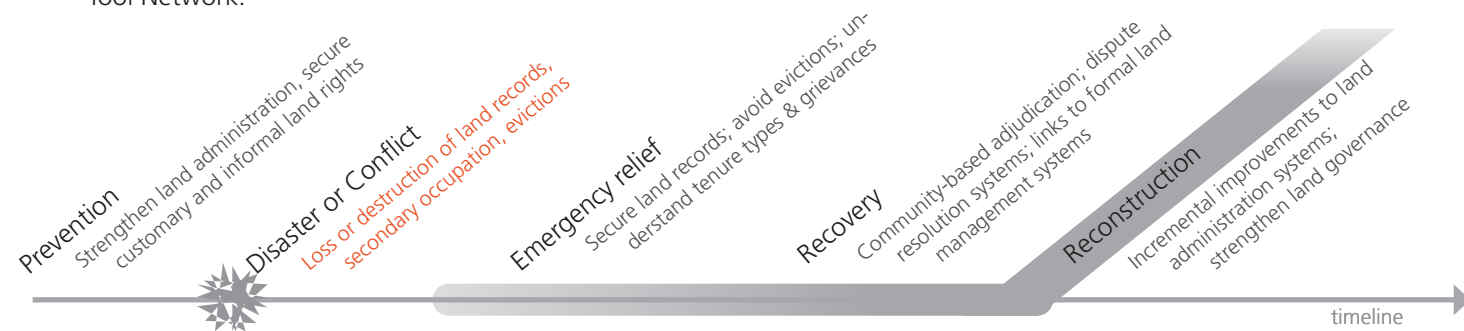 Tool Network.
Prevention
Strengthen land administration, secure
customary and informal land rights
Disaster or Conflict
Loss or destruction of land records,
secondary occupation, evictions
Emergency relief
Secure land records; avoid evictions; un-
derstand tenure types & grievances
Recovery
Community-based adjudication; dispute
resolution systems; links to formal land
management systems
Reconstruction
Incremental improvements to land
administration systems;
strengthen land governance
timeline